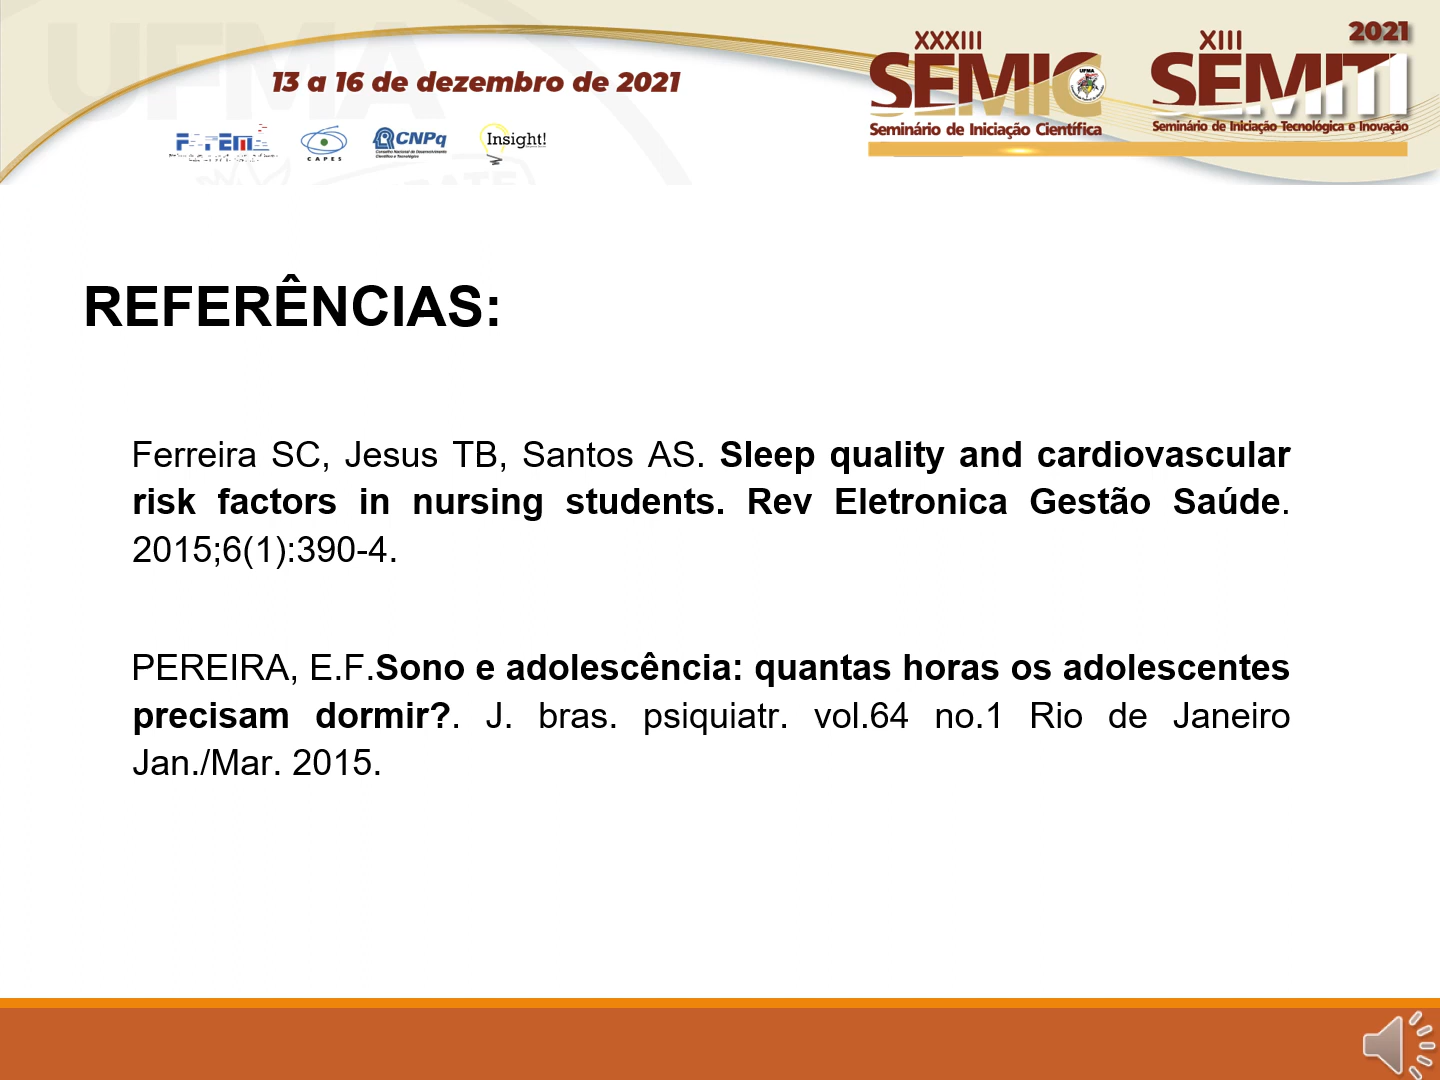 2021
XXXIII
XIII
SEMIC
SEMITI
13 a 16 de dezembro de 2021
Seminário de Iniciação Científica
Seminário de Iniciação Tecnológica e Inovação
UFMA
FAPEMA
CAPES
CNPq
Conselho Nacional de Desenvolvimento
Científico e Tecnológico
Insight!
REFERÊNCIAS:
Ferreira SC, Jesus TB, Santos AS. Sleep quality and cardiovascular
risk factors in nursing students. Rev Eletronica Gestão Saúde.
2015;6(1):390-4.
PEREIRA, E.F.Sono e adolescência: quantas horas os adolescentes
precisam dormir?. J. bras. psiquiatr. vol.64 no.1 Rio de Janeiro
Jan./Mar. 2015.